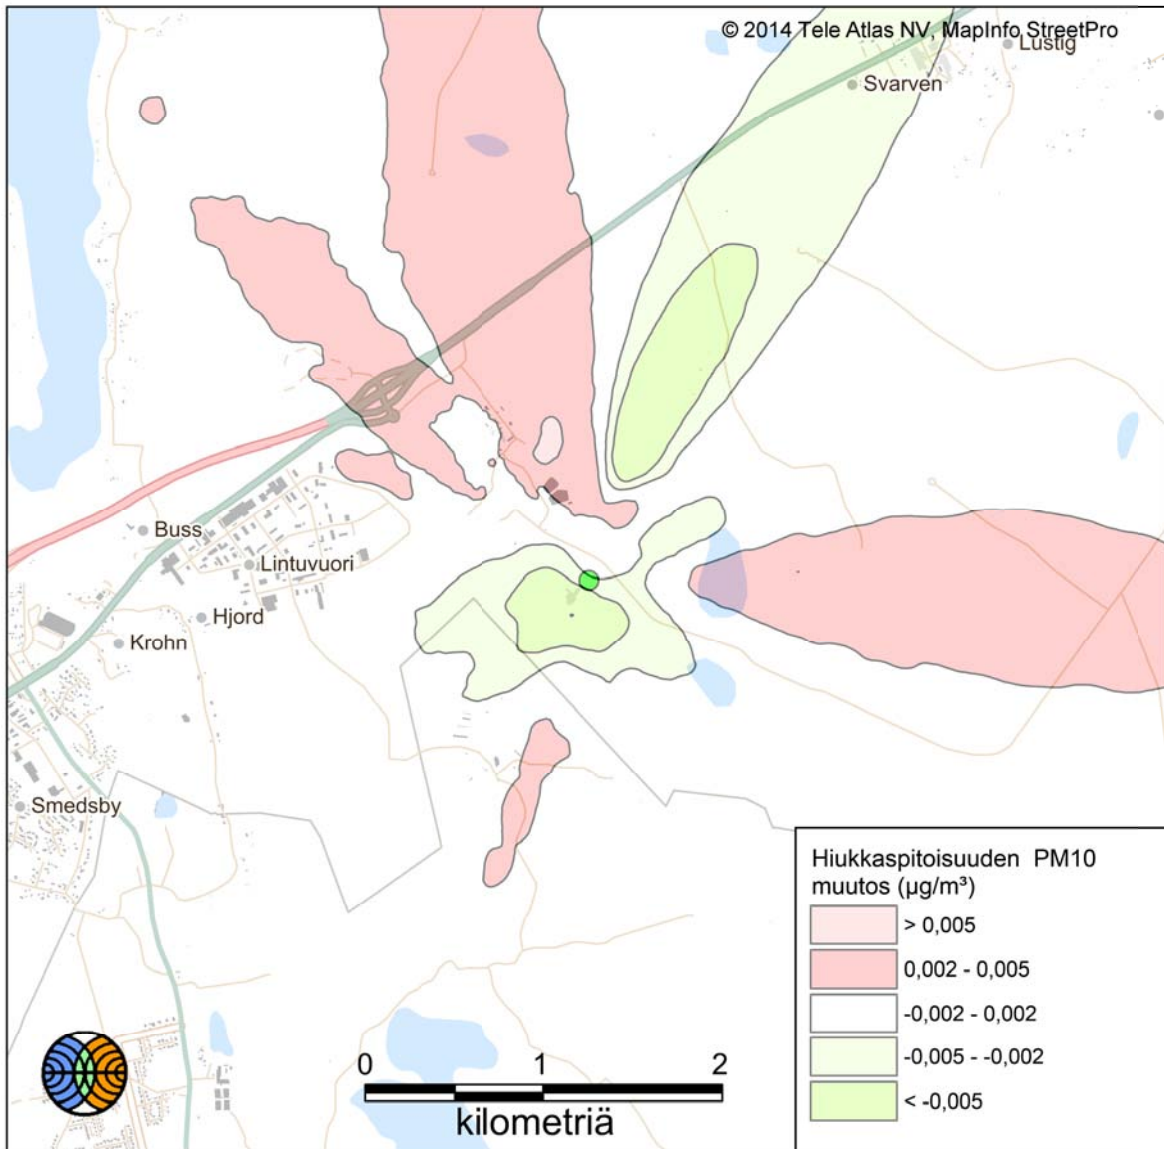 © 2014 Tele Atlas NV, MapInfo StreetPro
Lustig
Svarven
Buss
Lintuvuori
Hjord
Krohn
Smedsby
Hiukkaspitoisuuden PM10
muutos (µg/m³)
> 0,005
0,002 - 0,005
-0,002 - 0,002
-0,005 - -0,002
< -0,005
0 1 2
kilometriä